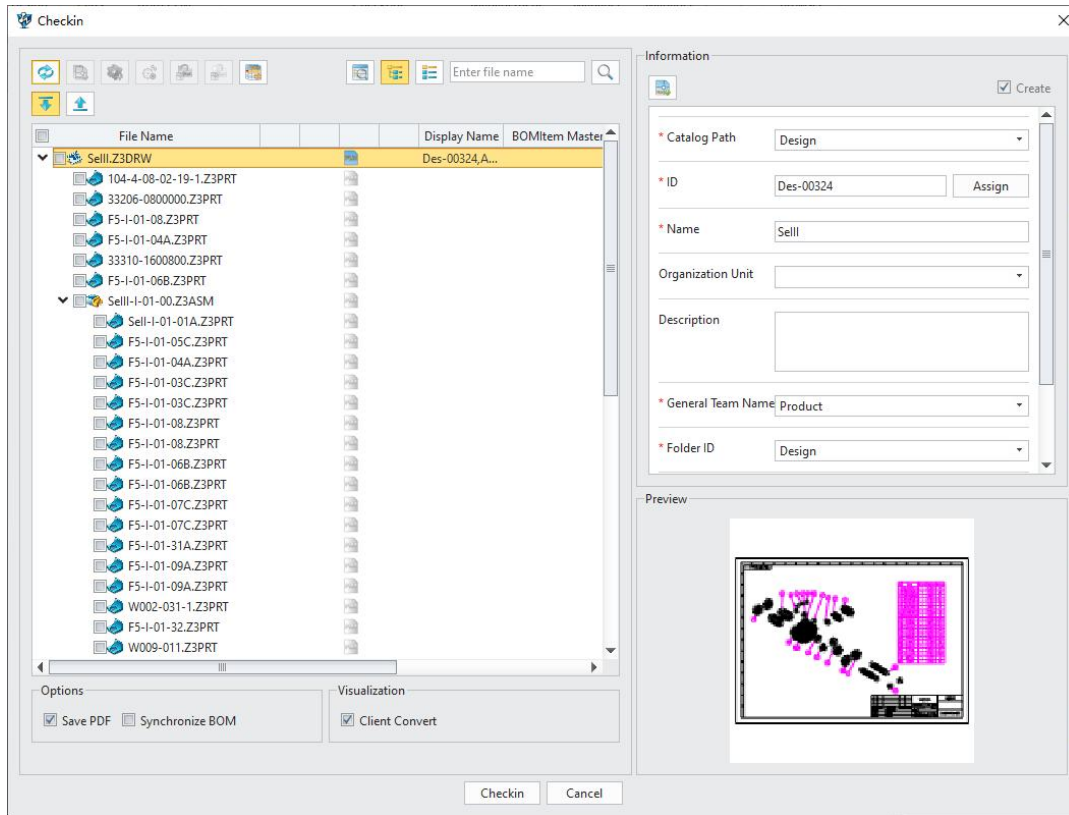 Checkin
Enter file name
File Name Display Name BOMItem Master
SelII.Z3DRW Des-00324,A...
104-4-08-02-19-1.Z3PRT
33206-0800000.Z3PRT
F5-I-01-08.Z3PRT
F5-I-01-04A.Z3PRT
33310-1600800.Z3PRT
F5-I-01-06B.Z3PRT
SelII-I-01-00.Z3ASM
SelI-I-01-01A.Z3PRT
F5-I-01-05C.Z3PRT
F5-I-01-04A.Z3PRT
F5-I-01-03C.Z3PRT
F5-I-01-03C.Z3PRT
F5-I-01-08.Z3PRT
F5-I-01-08.Z3PRT
F5-I-01-06B.Z3PRT
F5-I-01-06B.Z3PRT
F5-I-01-07C.Z3PRT
F5-I-01-07C.Z3PRT
F5-I-01-31A.Z3PRT
F5-I-01-09A.Z3PRT
F5-I-01-09A.Z3PRT
W002-031-1.Z3PRT
F5-I-01-32.Z3PRT
W009-011.Z3PRT
Options
Save PDF Synchronize BOM
Visualization
Client Convert
Information
Create
* Catalog Path Design
* ID Des-00324 Assign
* Name SelII
Organization Unit
Description
* General Team Name Product
* Folder ID Design
Preview
Checkin Cancel